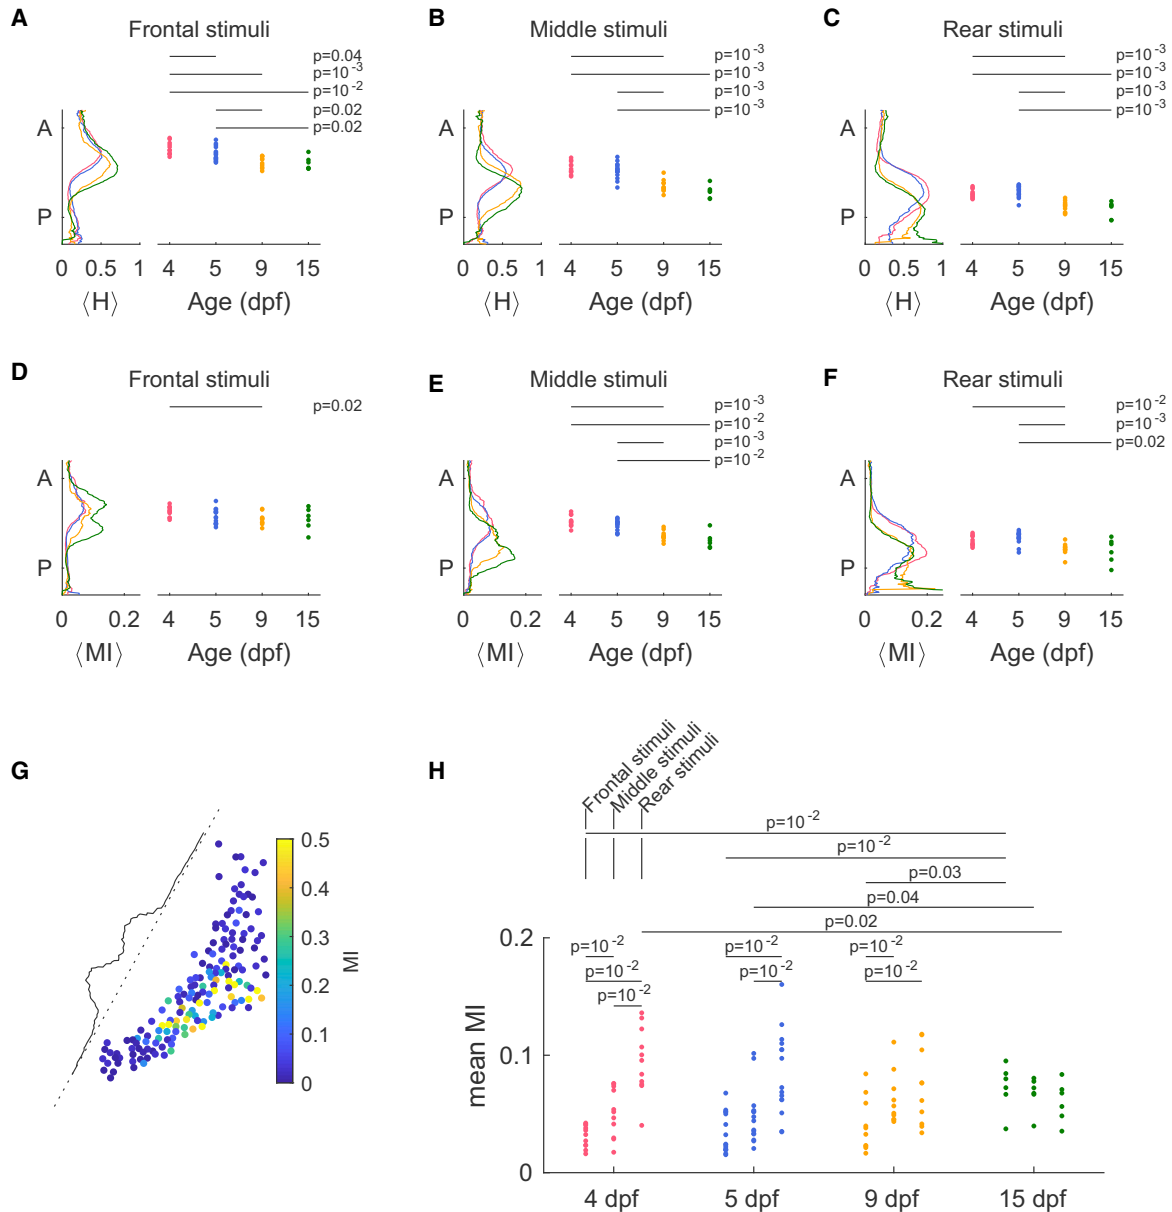 A
Frontal stimuli
p=0.04
p=10-3
p=10-2
p=0.02
p=0.02
A
P
0 0.5 1
⟨H⟩
4 5 9 15
Age (dpf)
B
Middle stimuli
p=10-3
p=10-3
p=10-3
p=10-3
A
P
0 0.5 1
⟨H⟩
4 5 9 15
Age (dpf)
C
Rear stimuli
p=10-3
p=10-3
p=10-3
p=10-3
A
P
0 0.5 1
⟨H⟩
4 5 9 15
Age (dpf)
D
Frontal stimuli
p=0.02
A
P
0 0.2
⟨MI⟩
4 5 9 15
Age (dpf)
E
Middle stimuli
p=10-3
p=10-2
p=10-3
p=10-2
A
P
0 0.2
⟨MI⟩
4 5 9 15
Age (dpf)
F
Rear stimuli
p=10-2
p=10-3
p=0.02
A
P
0 0.2
⟨MI⟩
4 5 9 15
Age (dpf)
G
0.5
0.4
0.3
0.2
0.1
0
MI
H
Frontal stimuli
Middle stimuli
Rear stimuli
p=10-2
p=10-2
p=0.03
p=0.04
p=0.02
p=10-2 p=10-2 p=10-2
p=10-2 p=10-2 p=10-2
p=10-2
0.2
0.1
0
mean MI
4 dpf 5 dpf 9 dpf 15 dpf